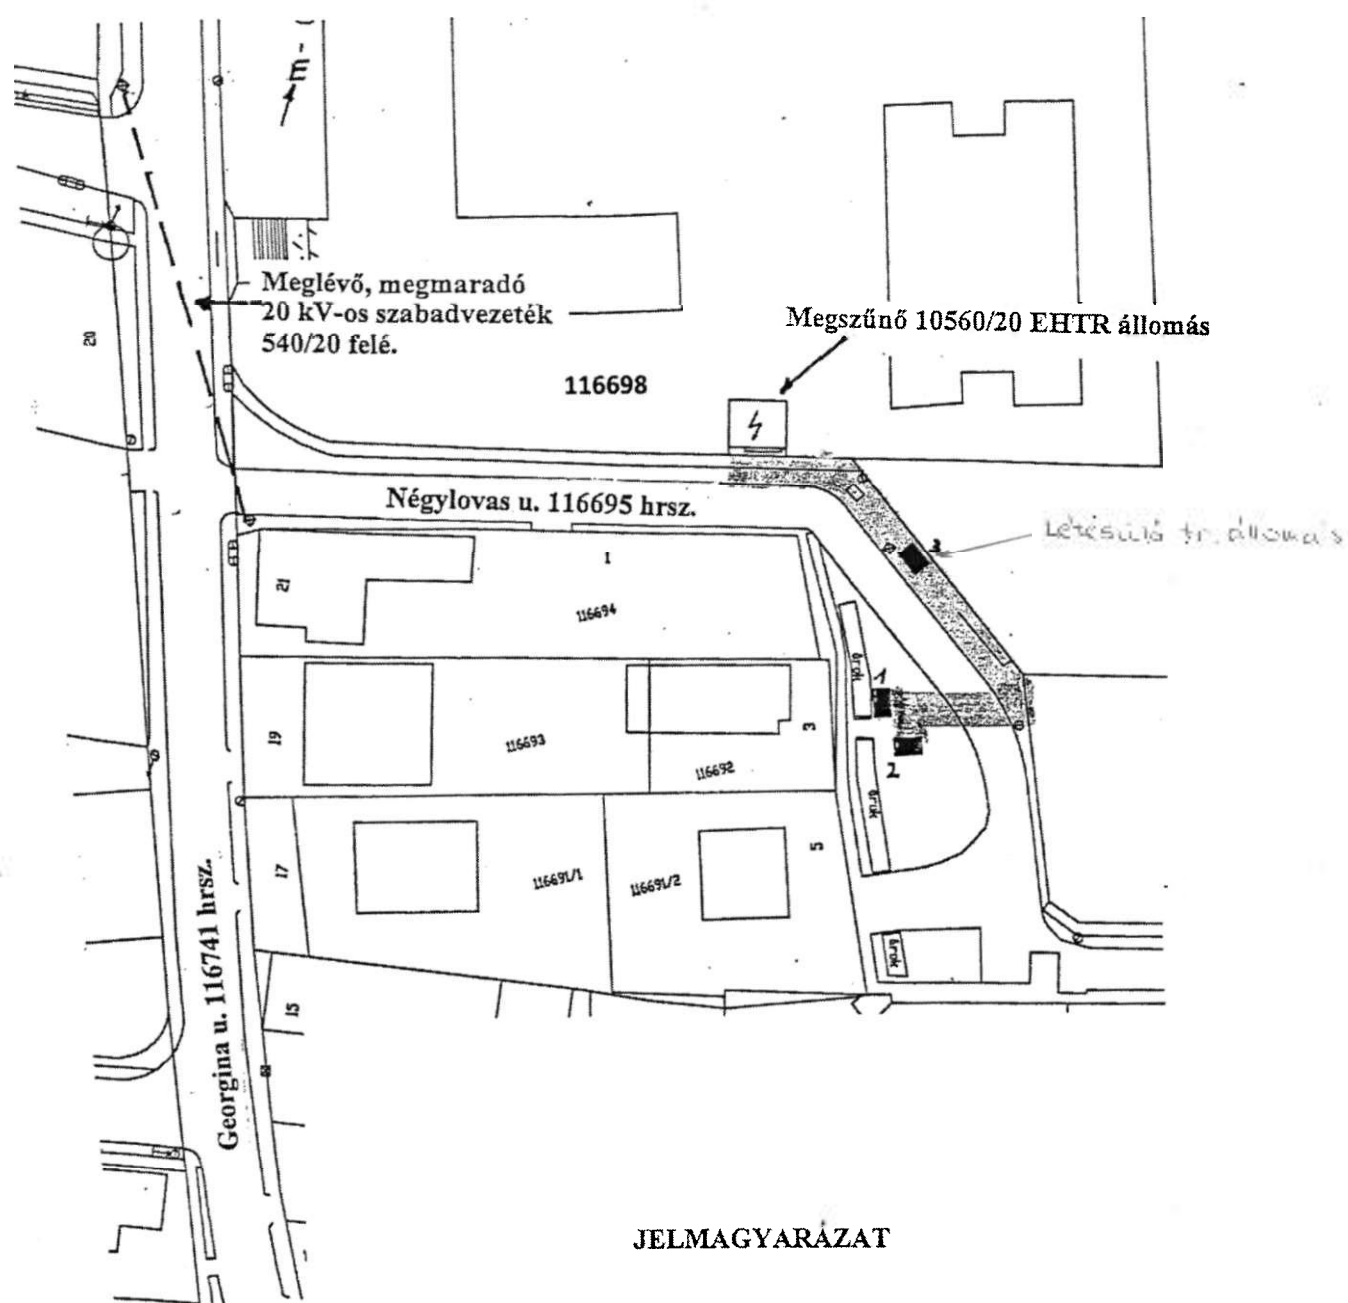 É
Meglévő, megmaradó
20 kV-os szabadvezeték
540/20 felé.
Megszűnő 10560/20 EHTR állomás
116698
20
Négylovas u. 116695 hrsz.
Létésülő tr. állomás
3
1
21
116694
árok
1
19
116693
3
116692
2
árok
17
116691/1
116691/2
5
Georgina u. 116741 hrsz.
árok
15
JELMAGYARÁZAT